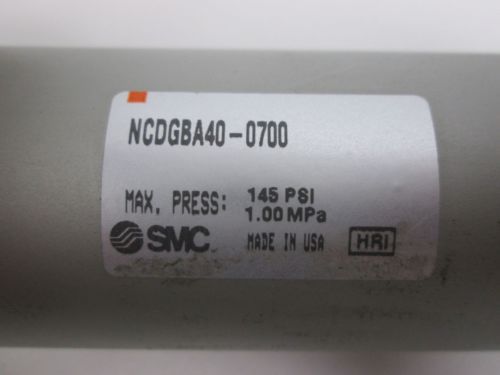 NCDGBA40-0700
MAX. PRESS: 145 PSI
1.00 MPa
SMC MADE IN USA HRI